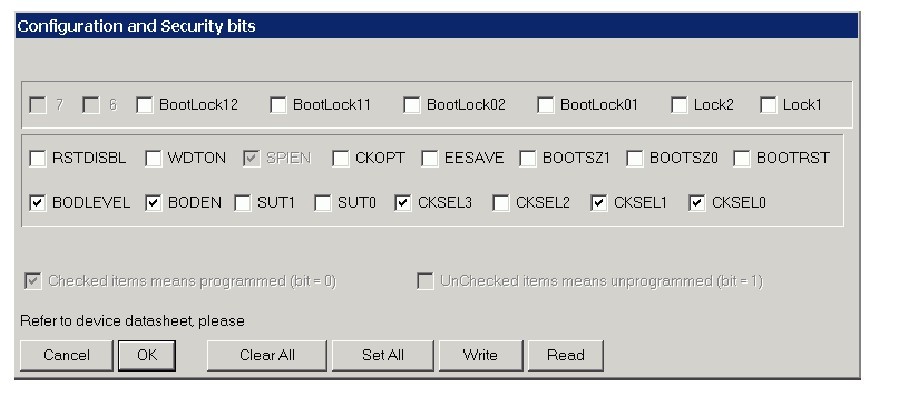 Configuration and Security bits
7 6 BootLock12 BootLock11 BootLock02 BootLock01 Lock2 Lock1
RSTDISBL WDTON SPIEN CKOPT EESAVE BOOTSZ1 BOOTSZ0 BOOTRST
BODLEVEL BODEN SUT1 SUT0 CKSEL3 CKSEL2 CKSEL1 CKSEL0
Checked items means programmed (bit = 0) UnChecked items means unprogrammed (bit = 1)
Refer to device datasheet, please
Cancel OK Clear All Set All Write Read